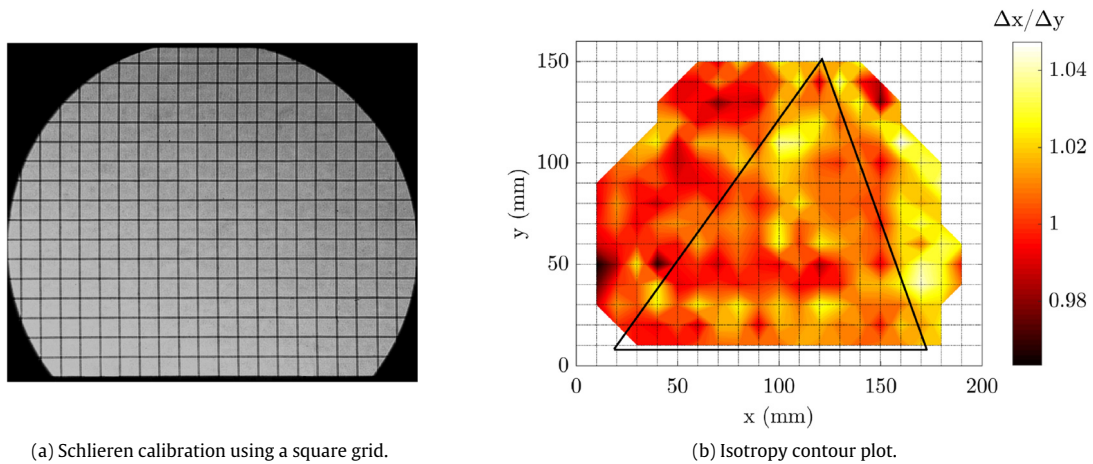 Δx/Δy
150
100
50
0
y (mm)
0
50
100
150
200
x (mm)
1.04
1.02
1
0.98
(a) Schlieren calibration using a square grid.
(b) Isotropy contour plot.